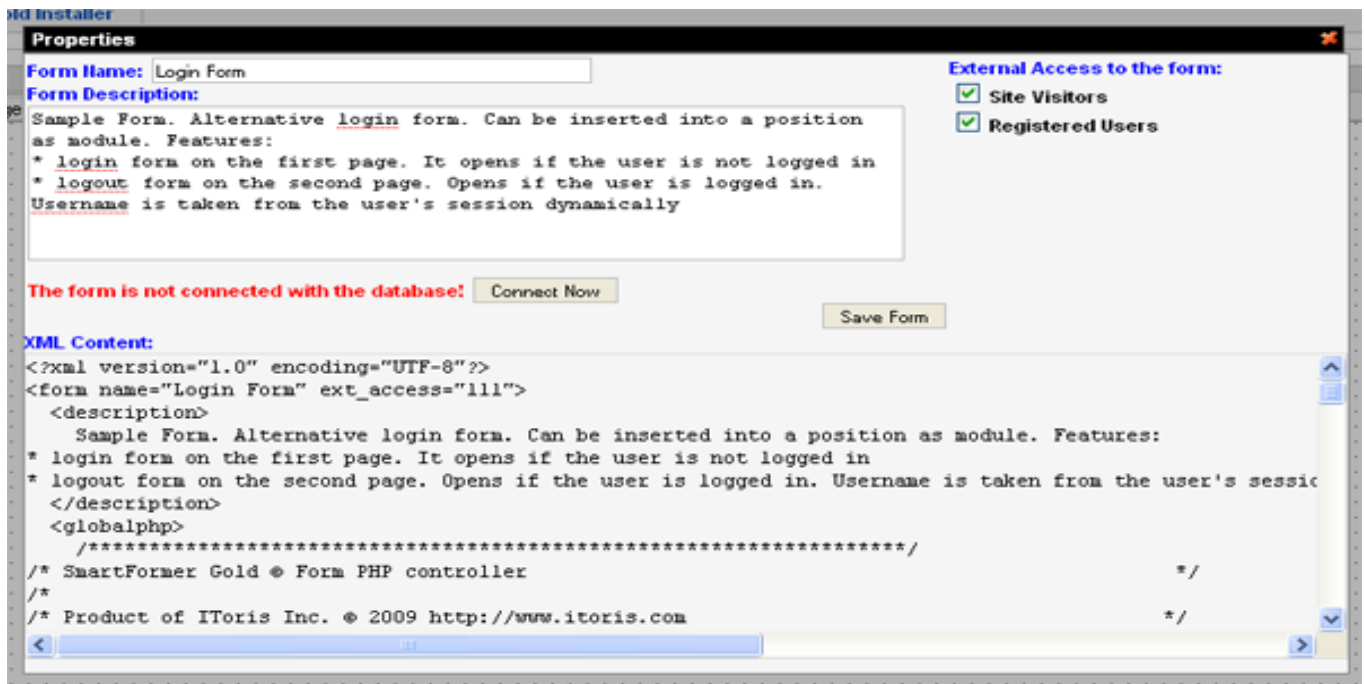 old Installer
Properties
Form Name: Login Form
External Access to the form:
Form Description:
Site Visitors
Registered Users
Sample Form. Alternative login form. Can be inserted into a position
as module. Features:
* login form on the first page. It opens if the user is not logged in
* logout form on the second page. Opens if the user is logged in.
Username is taken from the user's session dynamically
The form is not connected with the database! Connect Now
Save Form
XML Content:
<?xml version="1.0" encoding="UTF-8"?>
<form name="Login Form" ext_access="111">
<description>
Sample Form. Alternative login form. Can be inserted into a position as module. Features:
* login form on the first page. It opens if the user is not logged in
* logout form on the second page. Opens if the user is logged in. Username is taken from the user's sessio
</description>
<globalphp>
/*******************************************************************/
/* SmartFormer Gold © Form PHP controller */
/*
/* Product of IToris Inc. © 2009 http://www.itoris.com */